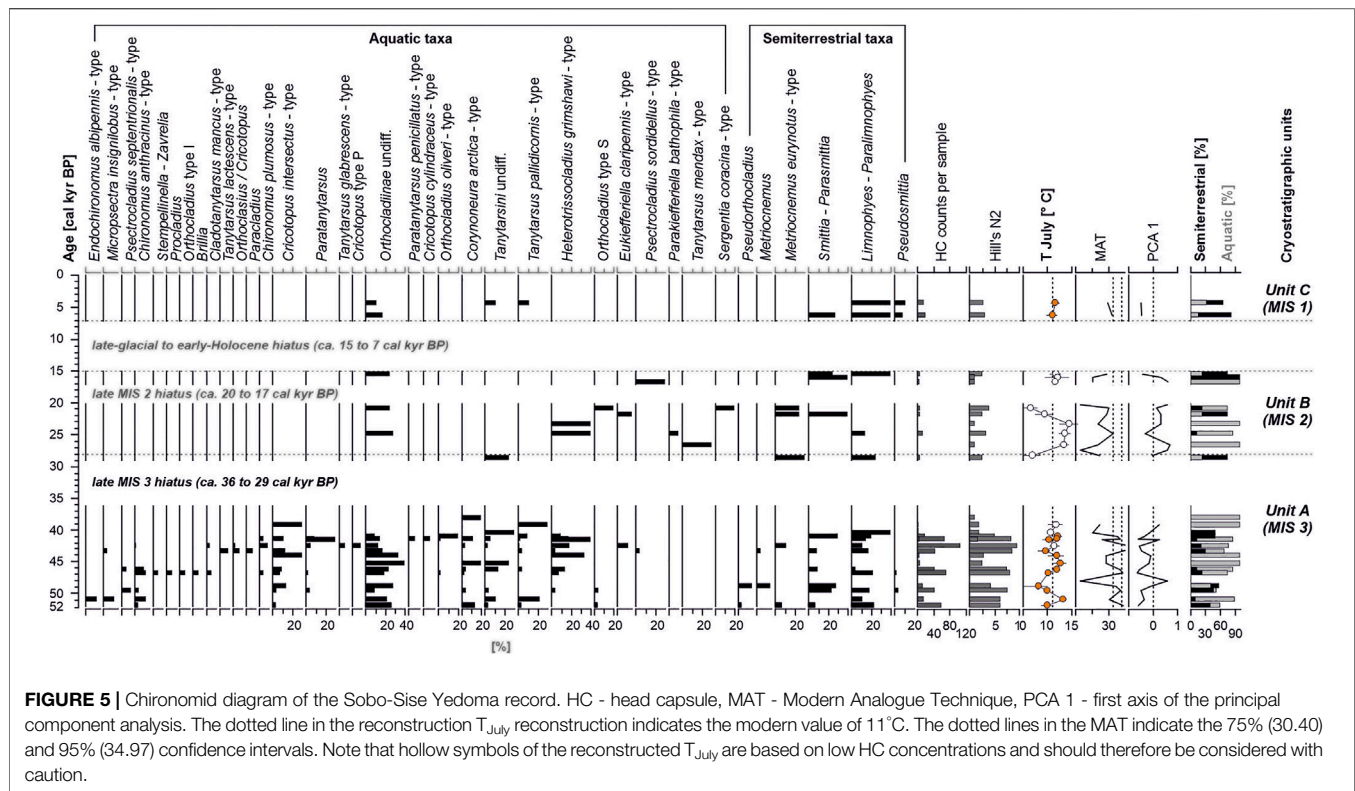 Aquatic taxa
Semiterrestrial taxa
Age [cal kyr BP]
Endochironomus albipennis - type
Micropsectra insignilobus - type
Psectrocladius septentrionalis - type
Chironomus anthracinus - type
Stempellinella - Zavrelia
Procladius
Orthocladius type I
Brillia
Cladotanytarsus mancus - type
Tanytarsus lactescens - type
Orthoclasius / Cricotopus
Paracladius
Chironomus plumosus - type
Cricotopus intersectus - type
Paratanytarsus
Tanytarsus glabrescens - type
Cricotopus type P
Orthocladiinae undiff.
Paratanytarsus penicillatus - type
Cricotopus cylindraceus - type
Orthocladius oliveri - type
Corynoneura arctica - type
Tanytarsini undiff.
Tanytarsus pallidicornis - type
Heterotrissocladius grimshawi - type
Orthocladius type S
Eukiefferiella claripennis - type
Psectrocladius sordidellus - type
Parakiefferiella bathophila - type
Tanytarsus mendax - type
Sergentia coracina - type
Pseudorthocladius
Metriocnemus
Metriocnemus eurynotus - type
Smittia - Parasmittia
Limnophyes - Paralimnophyes
Pseudosmittia
HC counts per sample
Hill's N2
T July [° C]
MAT
PCA 1
Semiterrestrial [%]
Aquatic [%]
Cryostratigraphic units
0
5
10
15
20
25
30
35
40
45
50
52
Unit C
(MIS 1)
late-glacial to early-Holocene hiatus (ca. 15 to 7 cal kyr BP)
late MIS 2 hiatus (ca. 20 to 17 cal kyr BP)
Unit B
(MIS 2)
late MIS 3 hiatus (ca. 36 to 29 cal kyr BP)
Unit A
(MIS 3)
20 20 20 40 20 20 20 20 20 20 40 20 20 20 20 20 20 20 20 20 20 20 40 80 120 5 10 5 10 15 30 0 1 0 30 60 90
[%] [%]
FIGURE 5 | Chironomid diagram of the Sobo-Sise Yedoma record. HC - head capsule, MAT - Modern Analogue Technique, PCA 1 - first axis of the principal
component analysis. The dotted line in the reconstruction TJuly reconstruction indicates the modern value of 11°C. The dotted lines in the MAT indicate the 75% (30.40)
and 95% (34.97) confidence intervals. Note that hollow symbols of the reconstructed TJuly are based on low HC concentrations and should therefore be considered with
caution.